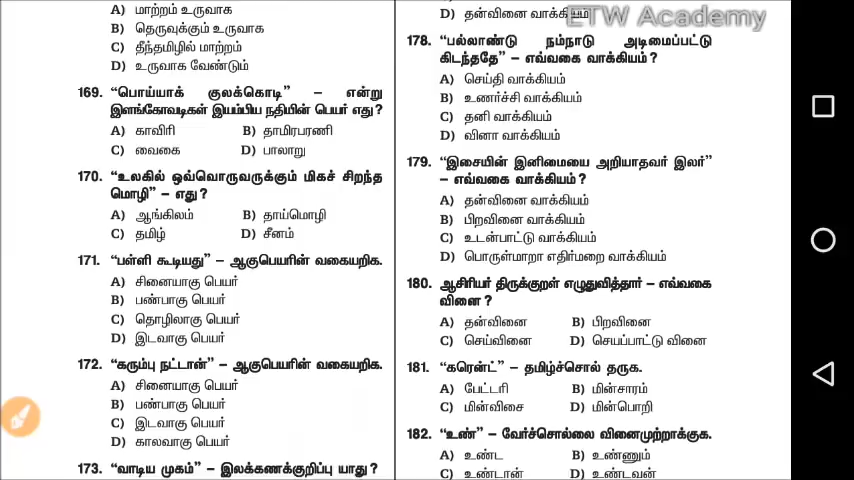 A) மாற்றம் உருவாக
B) தெருவுக்கும் உருவாக
C) தீந்தமிழில் மாற்றம்
D) உருவாக வேண்டும்
169. “பொய்யாக் குலக்கொடி” – என்று
இளங்கோவடிகள் இயம்பிய நதியின் பெயர் எது ?
A) காவிரி B) தாமிரபரணி
C) வைகை D) பாலாறு
170. “உலகில் ஒவ்வொருவருக்கும் மிகச் சிறந்த
மொழி” – எது ?
A) ஆங்கிலம் B) தாய்மொழி
C) தமிழ் D) சீனம்
171. “பள்ளி கூடியது” – ஆகுபெயரின் வகையறிக.
A) சினையாகு பெயர்
B) பண்பாகு பெயர்
C) தொழிலாகு பெயர்
D) இடவாகு பெயர்
172. “கரும்பு நட்டான்” – ஆகுபெயரின் வகையறிக.
A) சினையாகு பெயர்
B) பண்பாகு பெயர்
C) இடவாகு பெயர்
D) காலவாகு பெயர்
173. “வாடிய முகம்” – இலக்கணக்குறிப்பு யாது ?
D) தன்வினை வாக்கியம்
ETW Academy
178. “பல்லாண்டு நம்நாடு அடிமைப்பட்டு
கிடந்ததே” – எவ்வகை வாக்கியம் ?
A) செய்தி வாக்கியம்
B) உணர்ச்சி வாக்கியம்
C) தனி வாக்கியம்
D) வினா வாக்கியம்
179. “இசையின் இனிமையை அறியாதவர் இலர்”
– எவ்வகை வாக்கியம் ?
A) தன்வினை வாக்கியம்
B) பிறவினை வாக்கியம்
C) உடன்பாட்டு வாக்கியம்
D) பொருள்மாறா எதிர்மறை வாக்கியம்
180. ஆசிரியர் திருக்குறள் எழுதுவித்தார் – எவ்வகை
வினை ?
A) தன்வினை B) பிறவினை
C) செய்வினை D) செயப்பாட்டு வினை
181. “கரென்ட்” – தமிழ்ச்சொல் தருக.
A) பேட்டரி B) மின்சாரம்
C) மின்விசை D) மின்பொறி
182. “உண்” – வேர்ச்சொல்லை வினைமுற்றாக்குக.
A) உண்ட B) உண்ணும்
C) உண்டான் D) உண்டவன்